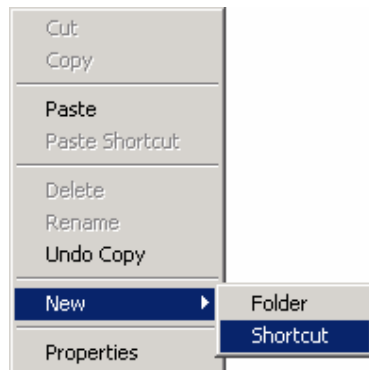 Cut
Copy
Paste
Paste Shortcut
Delete
Rename
Undo Copy
New
Folder
Shortcut
Properties